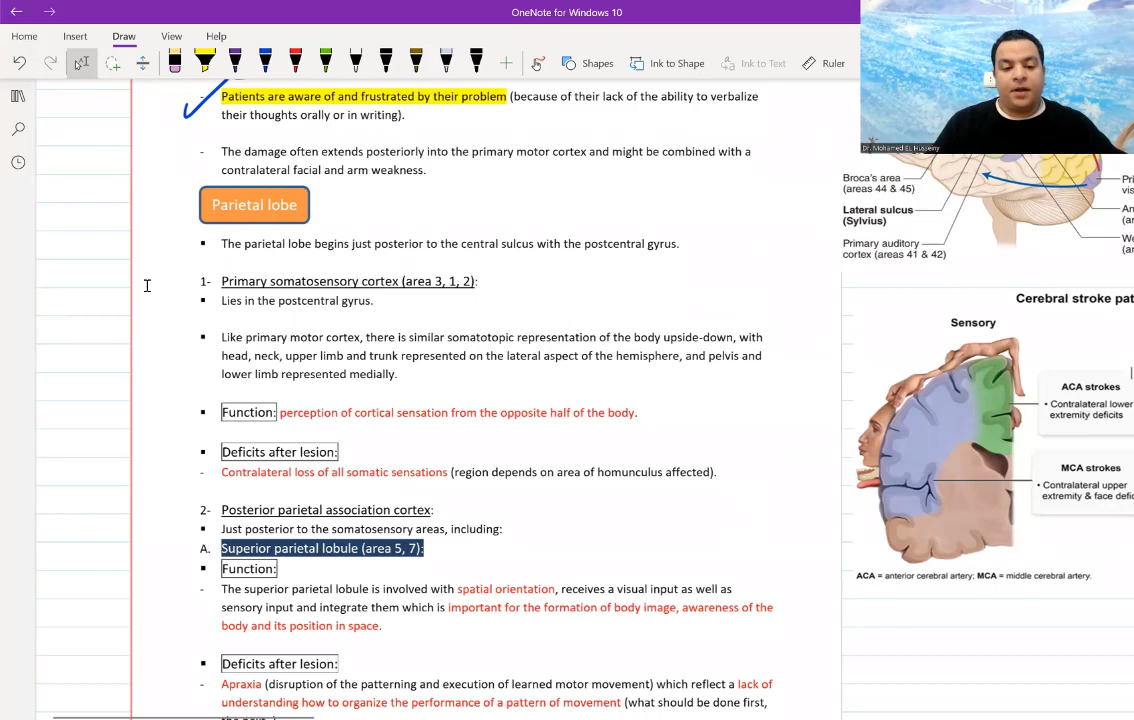 OneNote for Windows 10
Home Insert Draw View Help
Shapes Ink to Shape Ink to Text Ruler
Dr. Mohamed EL Husseiny
- Patients are aware of and frustrated by their problem (because of their lack of the ability to verbalize
their thoughts orally or in writing).
- The damage often extends posteriorly into the primary motor cortex and might be combined with a
contralateral facial and arm weakness.
Parietal lobe
▪ The parietal lobe begins just posterior to the central sulcus with the postcentral gyrus.
1- Primary somatosensory cortex (area 3, 1, 2):
▪ Lies in the postcentral gyrus.
▪ Like primary motor cortex, there is similar somatotopic representation of the body upside-down, with
head, neck, upper limb and trunk represented on the lateral aspect of the hemisphere, and pelvis and
lower limb represented medially.
▪ Function: perception of cortical sensation from the opposite half of the body.
▪ Deficits after lesion:
- Contralateral loss of all somatic sensations (region depends on area of homunculus affected).
2- Posterior parietal association cortex:
▪ Just posterior to the somatosensory areas, including:
A. Superior parietal lobule (area 5, 7):
▪ Function:
- The superior parietal lobule is involved with spatial orientation, receives a visual input as well as
sensory input and integrate them which is important for the formation of body image, awareness of the
body and its position in space.
▪ Deficits after lesion:
- Apraxia (disruption of the patterning and execution of learned motor movement) which reflect a lack of
understanding how to organize the performance of a pattern of movement (what should be done first,
Broca's area
(areas 44 & 45)
Lateral sulcus
(Sylvius)
Primary auditory
cortex (areas 41 & 42)
Pri
vis
An
(ar
We
(ar
Cerebral stroke pat
Sensory
ACA strokes
• Contralateral lower
extremity deficits
MCA strokes
• Contralateral upper
extremity & face defic
ACA = anterior cerebral artery; MCA = middle cerebral artery.